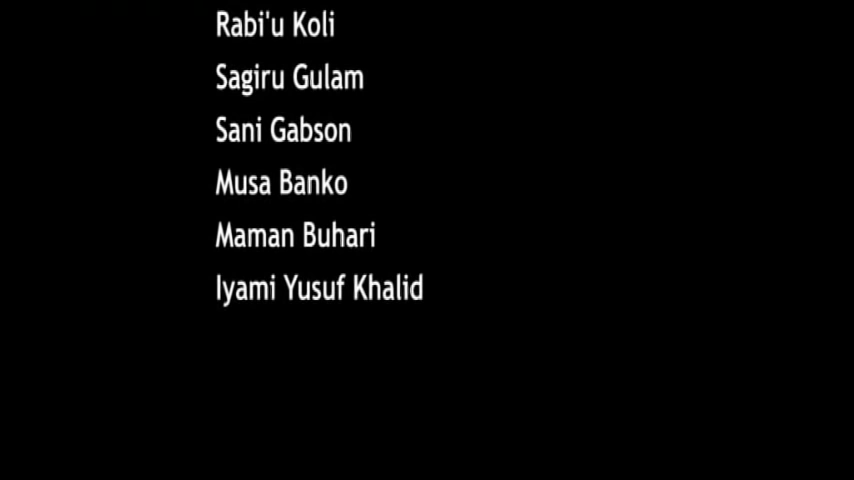 Rabi'u Koli
Sagiru Gulam
Sani Gabson
Musa Banko
Maman Buhari
Iyami Yusuf Khalid